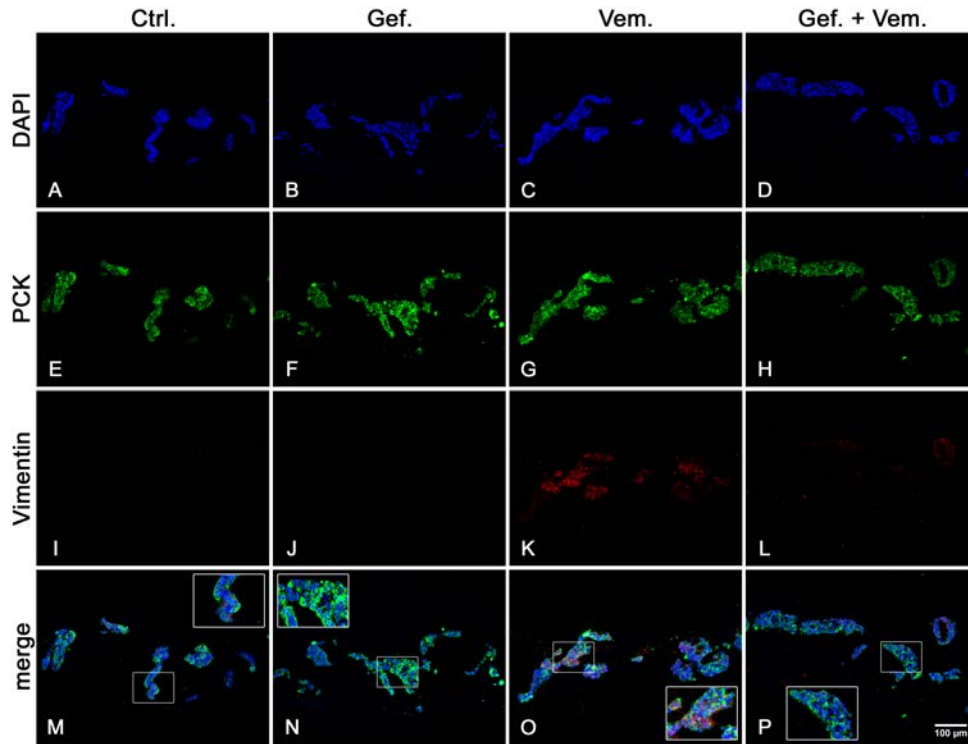 Ctrl. Gef. Vem. Gef. + Vem.
DAPI
A B C D
PCK
E F G H
Vimentin
I J K L
merge
M N O P
100 µm